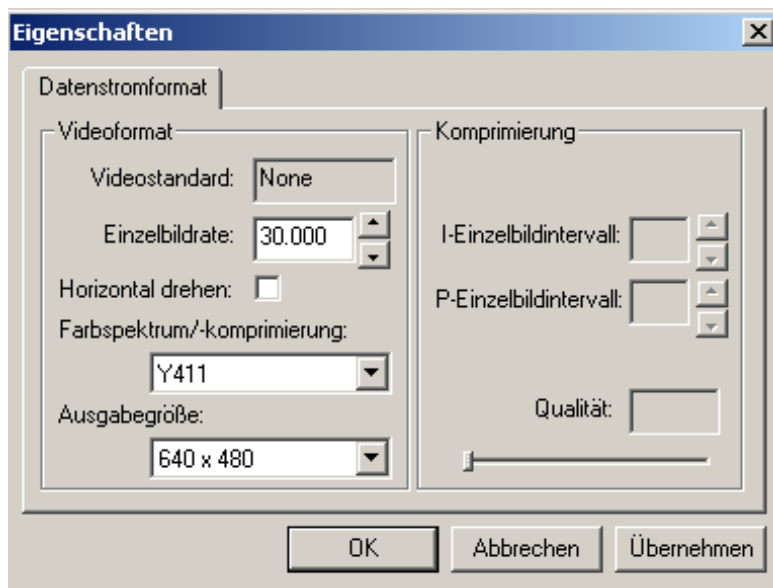 Eigenschaften
Datenstromformat
Videoformat
Videostandard: None
Einzelbildrate: 30.000
Horizontal drehen:
Farbspektrum/-komprimierung:
Y411
Ausgabegröße:
640 x 480
Komprimierung
I-Einzelbildintervall:
P-Einzelbildintervall:
Qualität:
OK Abbrechen Übernehmen